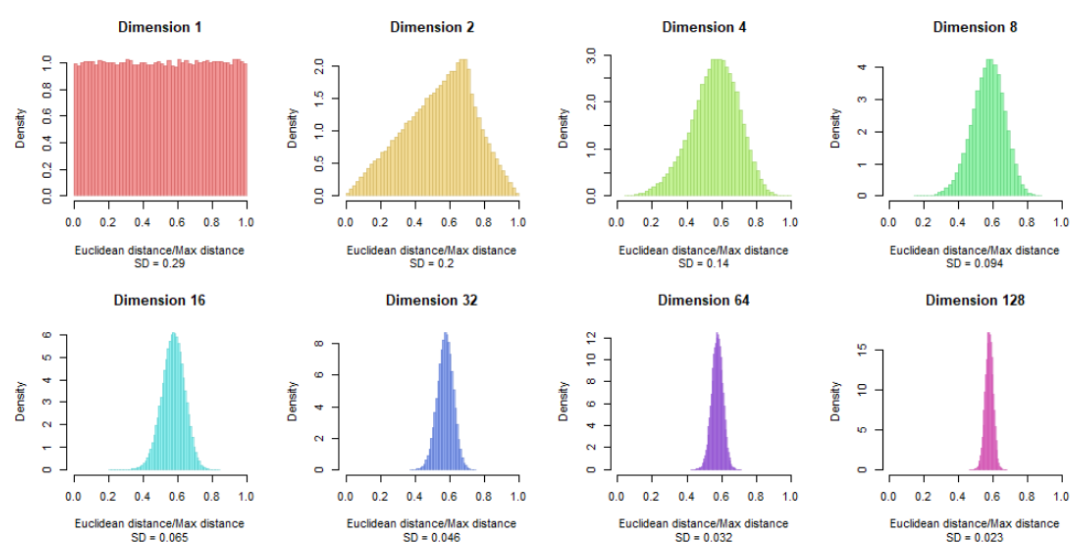 Dimension 1
Density
0.0 0.2 0.4 0.6 0.8 1.0
0.0 0.2 0.4 0.6 0.8 1.0
Euclidean distance/Max distance
SD = 0.29
Dimension 2
Density
0.0 0.5 1.0 1.5 2.0
0.0 0.2 0.4 0.6 0.8 1.0
Euclidean distance/Max distance
SD = 0.2
Dimension 4
Density
0.0 1.0 2.0 3.0
0.0 0.2 0.4 0.6 0.8 1.0
Euclidean distance/Max distance
SD = 0.14
Dimension 8
Density
0 1 2 3 4
0.0 0.2 0.4 0.6 0.8 1.0
Euclidean distance/Max distance
SD = 0.094
Dimension 16
Density
0 1 2 3 4 5 6
0.0 0.2 0.4 0.6 0.8 1.0
Euclidean distance/Max distance
SD = 0.065
Dimension 32
Density
0 2 4 6 8
0.0 0.2 0.4 0.6 0.8 1.0
Euclidean distance/Max distance
SD = 0.046
Dimension 64
Density
0 2 4 6 8 10 12
0.0 0.2 0.4 0.6 0.8 1.0
Euclidean distance/Max distance
SD = 0.032
Dimension 128
Density
0 5 10 15
0.0 0.2 0.4 0.6 0.8 1.0
Euclidean distance/Max distance
SD = 0.023